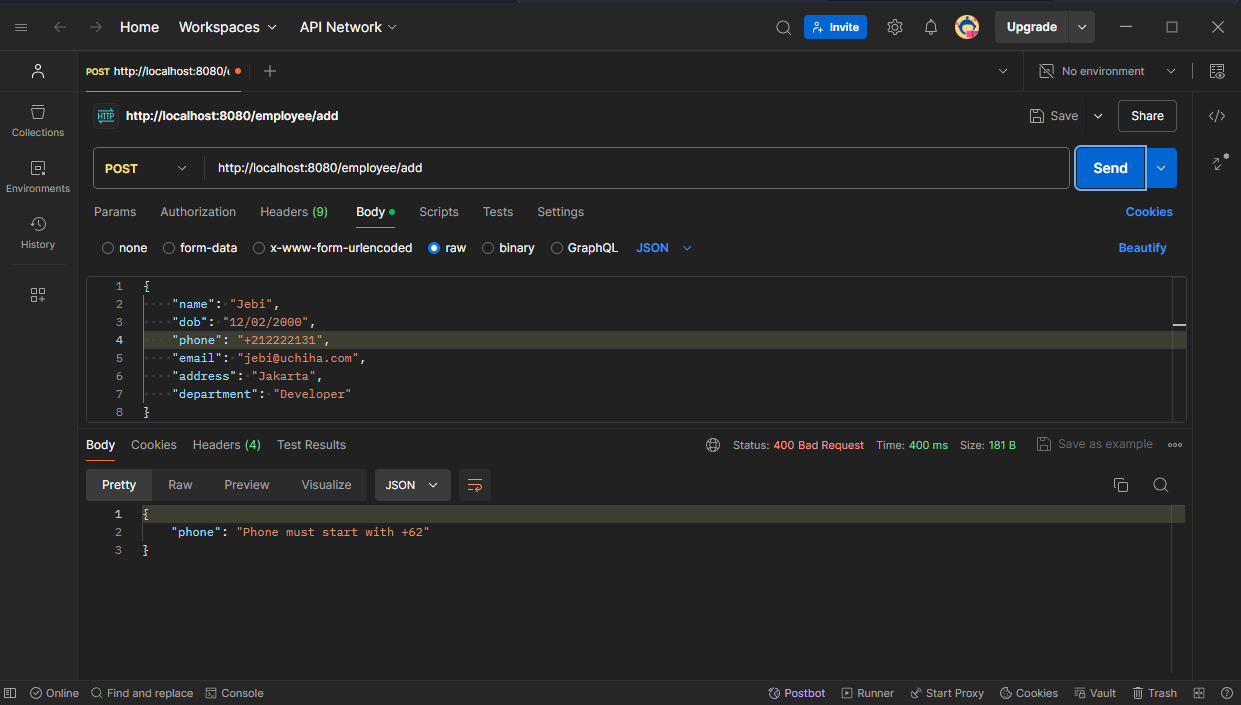 Home Workspaces API Network Invite Upgrade
POST http://localhost:8080/ No environment
HTTP http://localhost:8080/employee/add Save Share
Collections
Environments
History
POST http://localhost:8080/employee/add Send
Params Authorization Headers (9) Body Scripts Tests Settings Cookies
none form-data x-www-form-urlencoded raw binary GraphQL JSON Beautify
1 {
2 "name": "Jebi",
3 "dob": "12/02/2000",
4 "phone": "+212222131",
5 "email": "jebi@uchiha.com",
6 "address": "Jakarta",
7 "department": "Developer"
8 }
Body Cookies Headers (4) Test Results Status: 400 Bad Request Time: 400 ms Size: 181 B Save as example
Pretty Raw Preview Visualize JSON
1 {
2 "phone": "Phone must start with +62"
3 }
Online Find and replace Console Postbot Runner Start Proxy Cookies Vault Trash